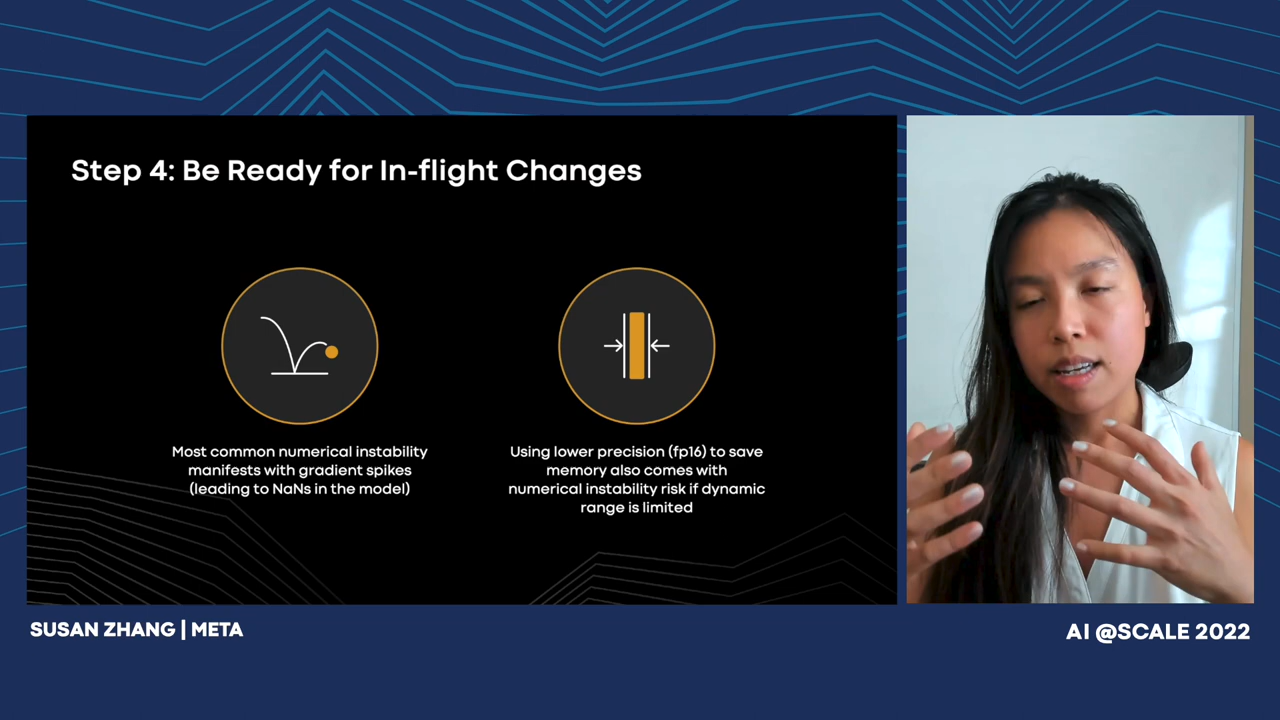 Step 4: Be Ready for In-flight Changes
Most common numerical instability
manifests with gradient spikes
(leading to NaNs in the model)
Using lower precision (fp16) to save
memory also comes with
numerical instability risk if dynamic
range is limited
SUSAN ZHANG | META
AI @SCALE 2022